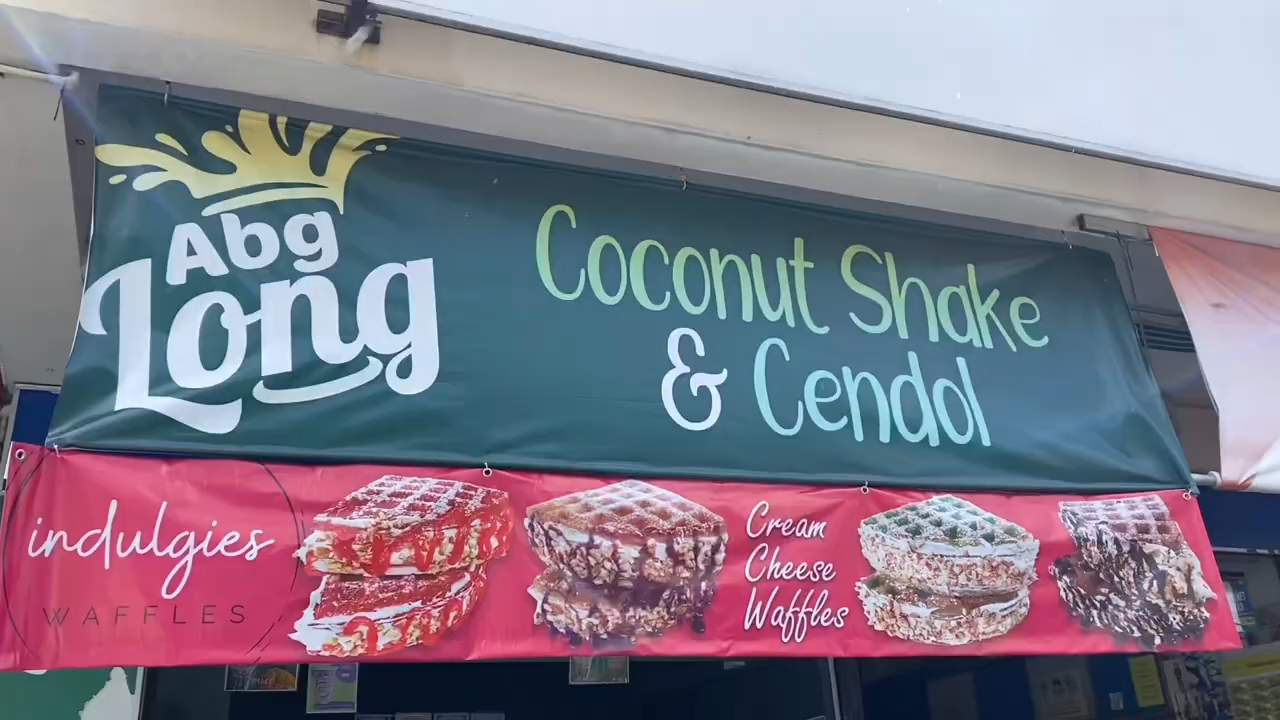 Abg
Long
Coconut Shake
& Cendol
indulgies
WAFFLES
Cream
Cheese
Waffles